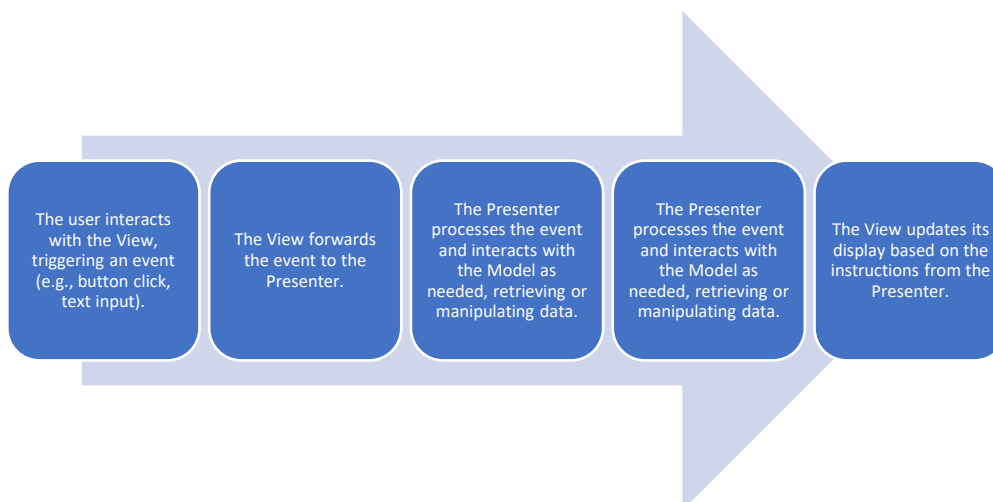 The user interacts
with the View,
triggering an event
(e.g., button click,
text input).
The View forwards
the event to the
Presenter.
The Presenter
processes the event
and interacts with
the Model as
needed, retrieving or
manipulating data.
The Presenter
processes the event
and interacts with
the Model as
needed, retrieving or
manipulating data.
The View updates its
display based on the
instructions from the
Presenter.